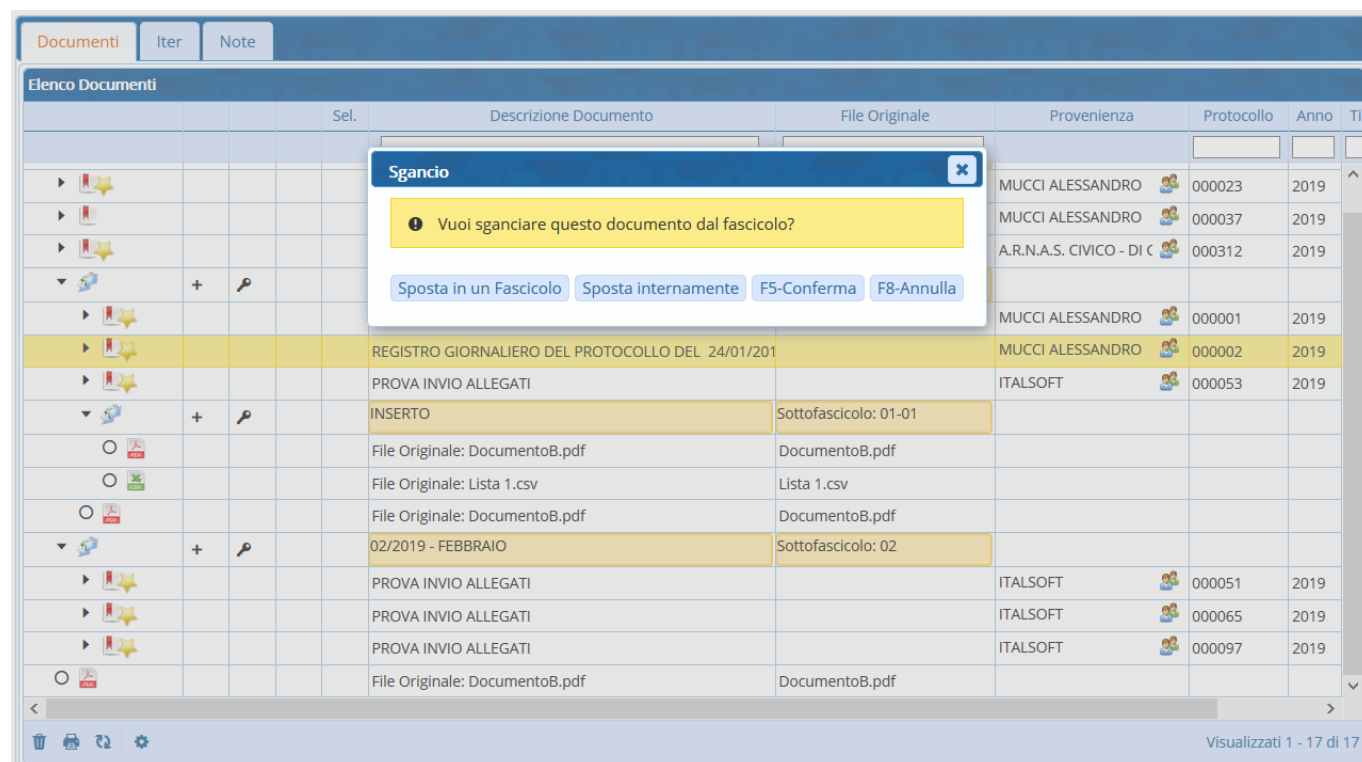 Documenti Iter Note
Elenco Documenti
Sel. Descrizione Documento File Originale Provenienza Protocollo Anno Ti
Sgancio
Vuoi sganciare questo documento dal fascicolo?
Sposta in un Fascicolo Sposta internamente F5-Conferma F8-Annulla
MUCCI ALESSANDRO 000023 2019
MUCCI ALESSANDRO 000037 2019
A.R.N.A.S. CIVICO - DI C 000312 2019
+
MUCCI ALESSANDRO 000001 2019
REGISTRO GIORNALIERO DEL PROTOCOLLO DEL 24/01/201 MUCCI ALESSANDRO 000002 2019
PROVA INVIO ALLEGATI ITALSOFT 000053 2019
+ INSERTO Sottofascicolo: 01-01
File Originale: DocumentoB.pdf DocumentoB.pdf
File Originale: Lista 1.csv Lista 1.csv
File Originale: DocumentoB.pdf DocumentoB.pdf
+ 02/2019 - FEBBRAIO Sottofascicolo: 02
PROVA INVIO ALLEGATI ITALSOFT 000051 2019
PROVA INVIO ALLEGATI ITALSOFT 000065 2019
PROVA INVIO ALLEGATI ITALSOFT 000097 2019
File Originale: DocumentoB.pdf DocumentoB.pdf
Visualizzati 1 - 17 di 17